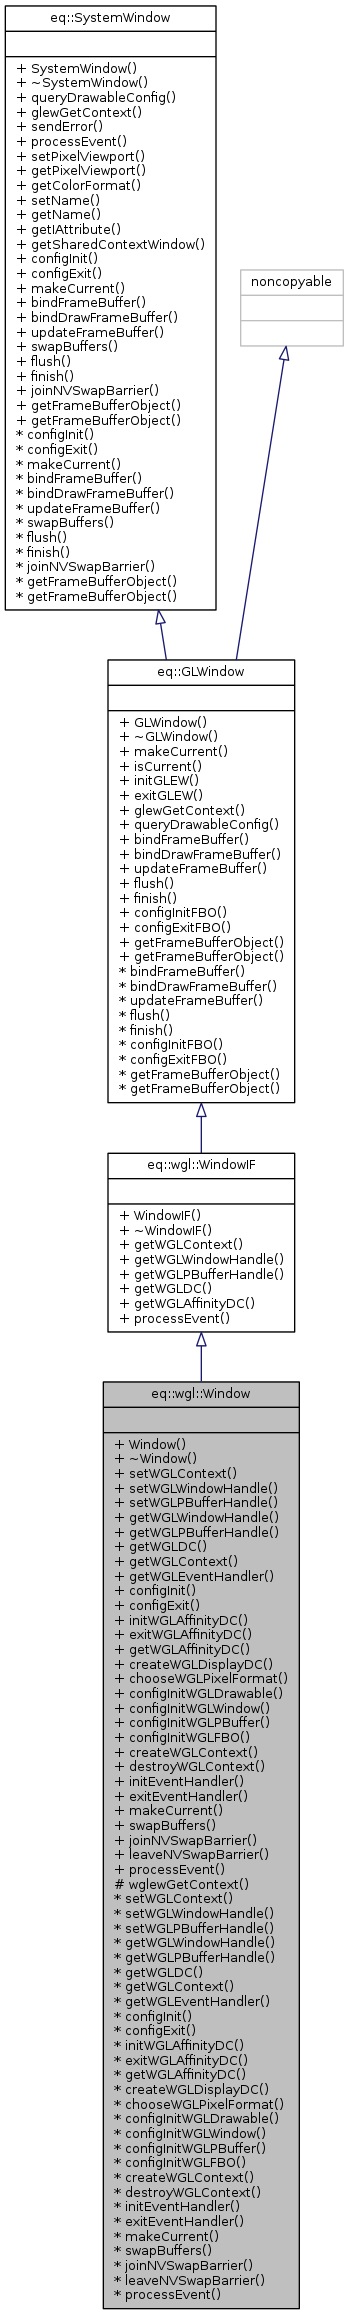 eq::SystemWindow
+ SystemWindow()
+ ~SystemWindow()
+ queryDrawableConfig()
+ glewGetContext()
+ sendError()
+ processEvent()
+ setPixelViewport()
+ getPixelViewport()
+ getColorFormat()
+ setName()
+ getName()
+ getIAttribute()
+ getSharedContextWindow()
+ configInit()
+ configExit()
+ makeCurrent()
+ bindFrameBuffer()
+ bindDrawFrameBuffer()
+ updateFrameBuffer()
+ swapBuffers()
+ flush()
+ finish()
+ joinNVSwapBarrier()
+ getFrameBufferObject()
+ getFrameBufferObject()
* configInit()
* configExit()
* makeCurrent()
* bindFrameBuffer()
* bindDrawFrameBuffer()
* updateFrameBuffer()
* swapBuffers()
* flush()
* finish()
* joinNVSwapBarrier()
* getFrameBufferObject()
* getFrameBufferObject()
noncopyable
eq::GLWindow
+ GLWindow()
+ ~GLWindow()
+ makeCurrent()
+ isCurrent()
+ initGLEW()
+ exitGLEW()
+ glewGetContext()
+ queryDrawableConfig()
+ bindFrameBuffer()
+ bindDrawFrameBuffer()
+ updateFrameBuffer()
+ flush()
+ finish()
+ configInitFBO()
+ configExitFBO()
+ getFrameBufferObject()
+ getFrameBufferObject()
* bindFrameBuffer()
* bindDrawFrameBuffer()
* updateFrameBuffer()
* flush()
* finish()
* configInitFBO()
* configExitFBO()
* getFrameBufferObject()
* getFrameBufferObject()
eq::wgl::WindowIF
+ WindowIF()
+ ~WindowIF()
+ getWGLContext()
+ getWGLWindowHandle()
+ getWGLPBufferHandle()
+ getWGLDC()
+ getWGLAffinityDC()
+ processEvent()
eq::wgl::Window
+ Window()
+ ~Window()
+ setWGLContext()
+ setWGLWindowHandle()
+ setWGLPBufferHandle()
+ getWGLWindowHandle()
+ getWGLPBufferHandle()
+ getWGLDC()
+ getWGLContext()
+ getWGLEventHandler()
+ configInit()
+ configExit()
+ initWGLAffinityDC()
+ exitWGLAffinityDC()
+ getWGLAffinityDC()
+ createWGLDisplayDC()
+ chooseWGLPixelFormat()
+ configInitWGLDrawable()
+ configInitWGLWindow()
+ configInitWGLPBuffer()
+ configInitWGLFBO()
+ createWGLContext()
+ destroyWGLContext()
+ initEventHandler()
+ exitEventHandler()
+ makeCurrent()
+ swapBuffers()
+ joinNVSwapBarrier()
+ leaveNVSwapBarrier()
+ processEvent()
# wglewGetContext()
* setWGLContext()
* setWGLWindowHandle()
* setWGLPBufferHandle()
* getWGLWindowHandle()
* getWGLPBufferHandle()
* getWGLDC()
* getWGLContext()
* getWGLEventHandler()
* configInit()
* configExit()
* initWGLAffinityDC()
* exitWGLAffinityDC()
* getWGLAffinityDC()
* createWGLDisplayDC()
* chooseWGLPixelFormat()
* configInitWGLDrawable()
* configInitWGLWindow()
* configInitWGLPBuffer()
* configInitWGLFBO()
* createWGLContext()
* destroyWGLContext()
* initEventHandler()
* exitEventHandler()
* makeCurrent()
* swapBuffers()
* joinNVSwapBarrier()
* leaveNVSwapBarrier()
* processEvent()